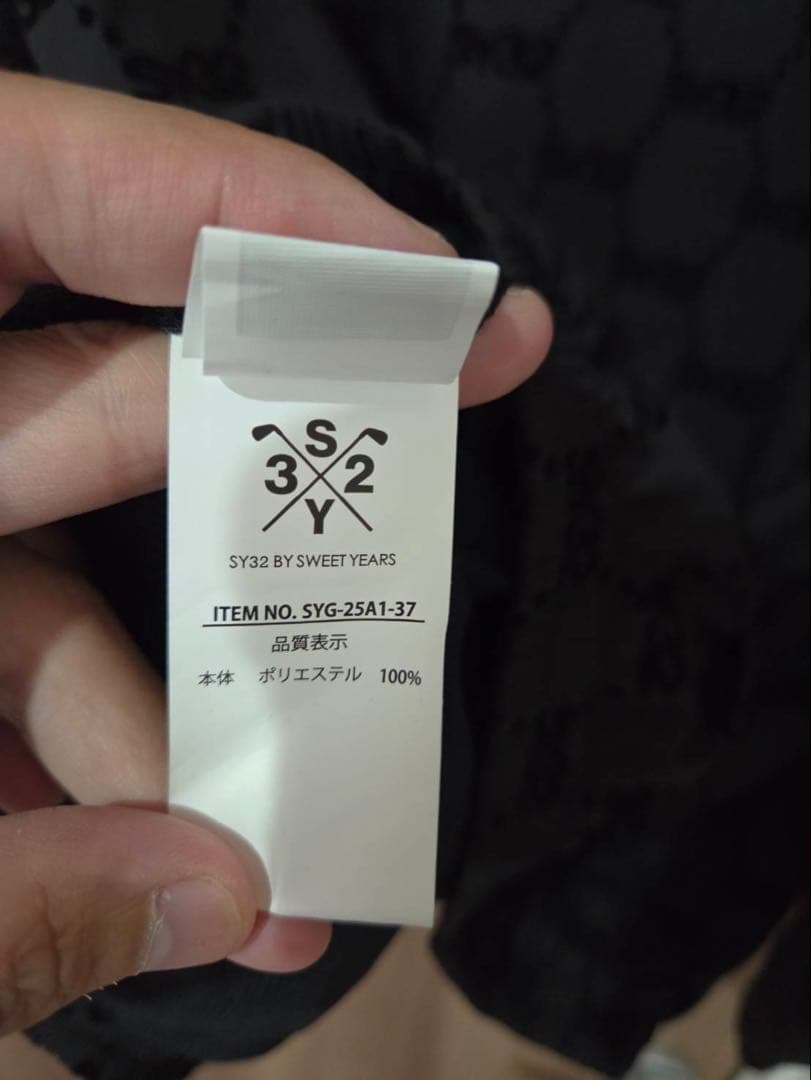 S
3 2
Y
SY32 BY SWEET YEARS
ITEM NO. SYG-25A1-37
品質表示
本体 ポリエステル 100%